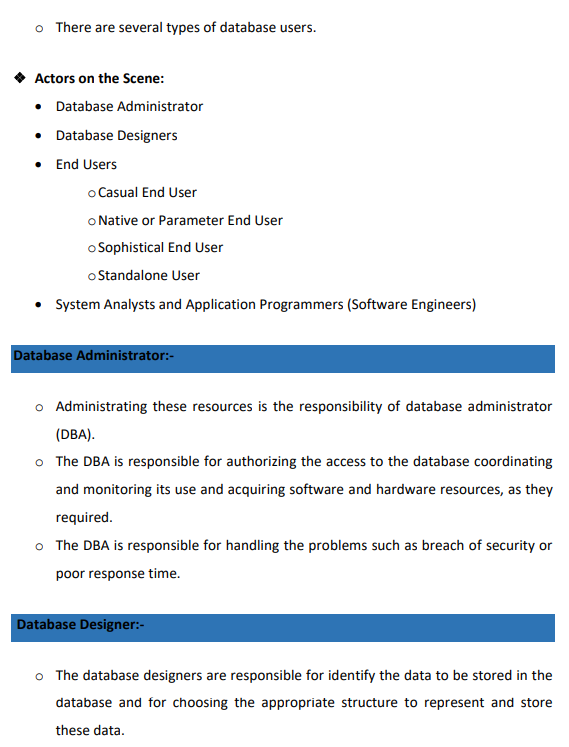 o There are several types of database users.
❖ Actors on the Scene:
• Database Administrator
• Database Designers
• End Users
o Casual End User
o Native or Parameter End User
o Sophistical End User
o Standalone User
• System Analysts and Application Programmers (Software Engineers)
Database Administrator:-
o Administrating these resources is the responsibility of database administrator
(DBA).
o The DBA is responsible for authorizing the access to the database coordinating
and monitoring its use and acquiring software and hardware resources, as they
required.
o The DBA is responsible for handling the problems such as breach of security or
poor response time.
Database Designer:-
o The database designers are responsible for identify the data to be stored in the
database and for choosing the appropriate structure to represent and store
these data.